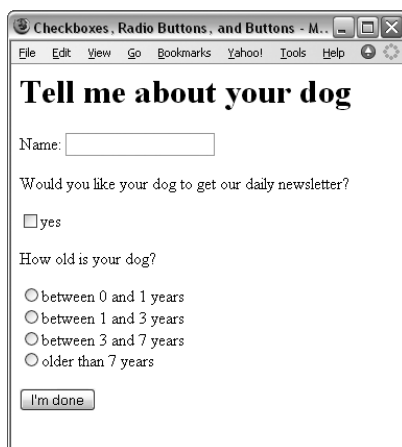 Checkboxes, Radio Buttons, and Buttons - M..
File Edit View Go Bookmarks Yahoo! Tools Help
Tell me about your dog
Name:
Would you like your dog to get our daily newsletter?
yes
How old is your dog?
between 0 and 1 years
between 1 and 3 years
between 3 and 7 years
older than 7 years
I'm done